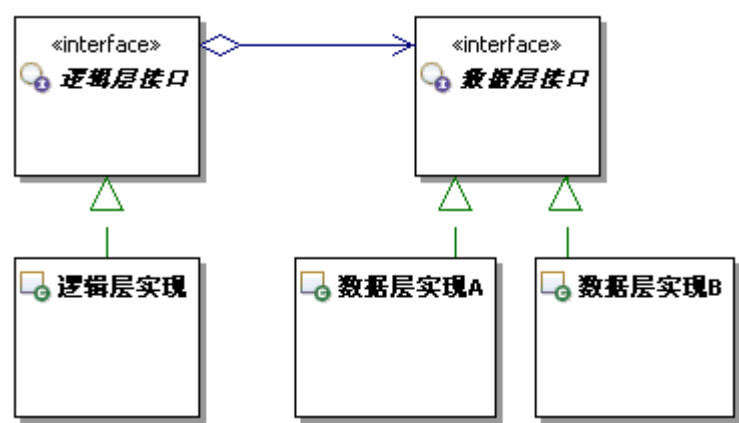 «interface»
逻辑层接口
«interface»
数据层接口
逻辑层实现
数据层实现A
数据层实现B